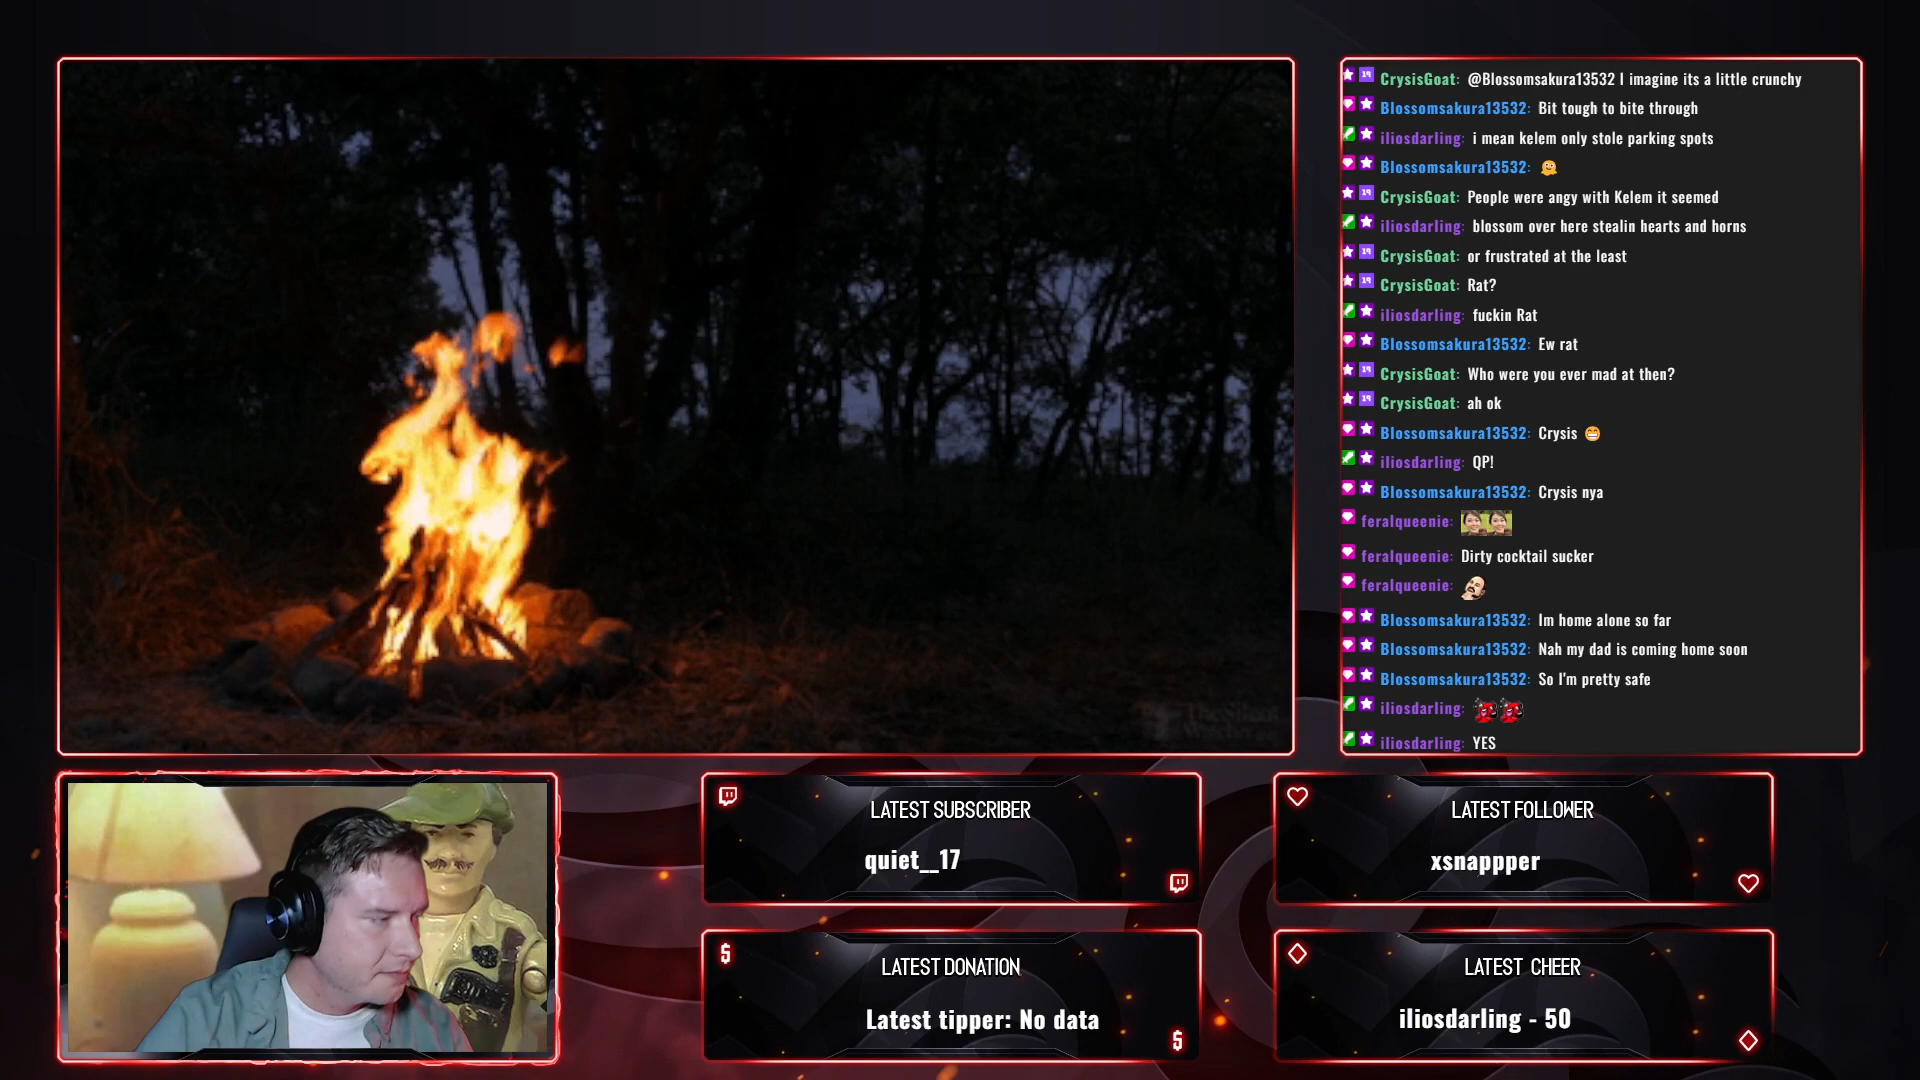 CrysisGoat: @Blossomsakura13532 I imagine its a little crunchy
Blossomsakura13532: Bit tough to bite through
iliosdarling: i mean kelem only stole parking spots
Blossomsakura13532:
CrysisGoat: People were angy with Kelem it seemed
iliosdarling: blossom over here stealin hearts and horns
CrysisGoat: or frustrated at the least
CrysisGoat: Rat?
iliosdarling: fuckin Rat
Blossomsakura13532: Ew rat
CrysisGoat: Who were you ever mad at then?
CrysisGoat: ah ok
Blossomsakura13532: Crysis 😁
iliosdarling: QP!
Blossomsakura13532: Crysis nya
feralqueenie:
feralqueenie: Dirty cocktail sucker
feralqueenie:
Blossomsakura13532: Im home alone so far
Blossomsakura13532: Nah my dad is coming home soon
Blossomsakura13532: So I'm pretty safe
iliosdarling:
iliosdarling: YES
LATEST SUBSCRIBER
quiet__17
LATEST FOLLOWER
xsnappper
LATEST DONATION
Latest tipper: No data
LATEST CHEER
iliosdarling - 50